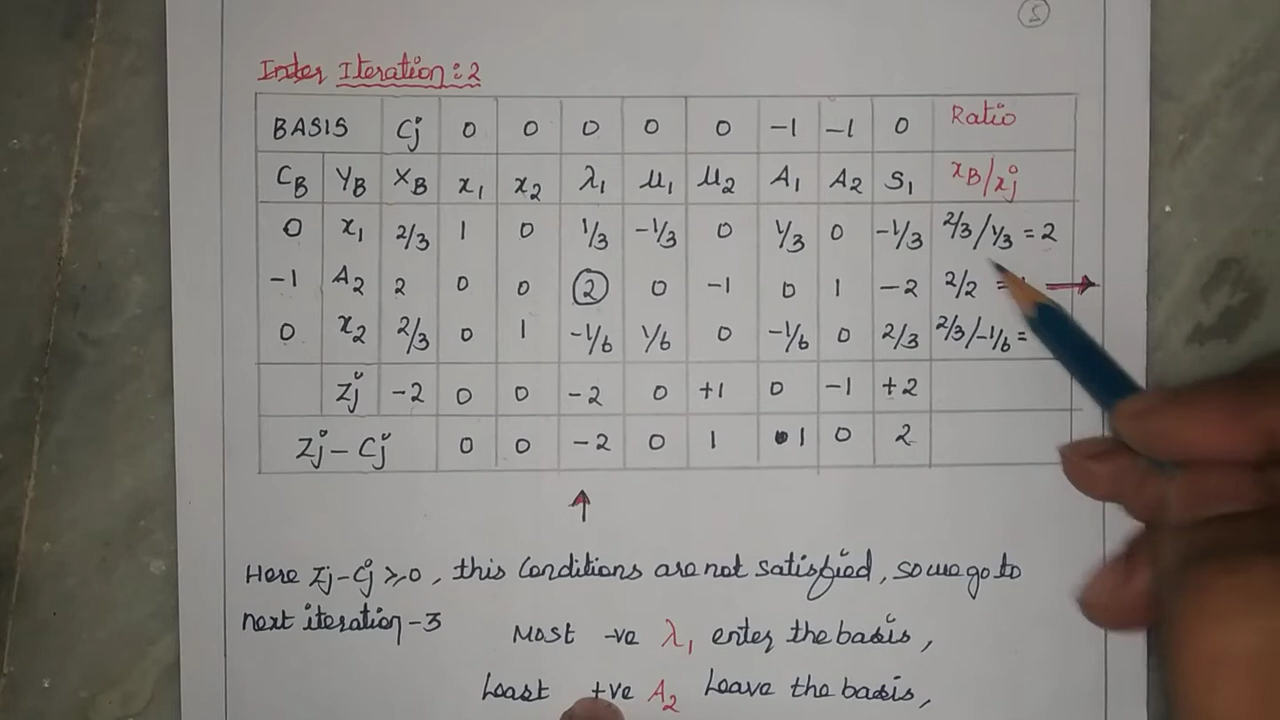 5
Inter Iteration: 2
BASIS Cj 0 0 0 0 0 -1 -1 0 Ratio
CB YB XB x1 x2 λ1 μ1 μ2 A1 A2 S1 xB/xj
0 x1 2/3 1 0 1/3 -1/3 0 1/3 0 -1/3 2/3/1/3 = 2
-1 A2 2 0 0 2 0 -1 0 1 -2 2/2 =
0 x2 2/3 0 1 -1/6 1/6 0 -1/6 0 2/3 2/3/-1/6 =
Zj -2 0 0 -2 0 +1 0 -1 +2
Zj - Cj 0 0 -2 0 1 1 0 2
Here Zj-Cj ≥0, this Conditions are not satisfied, so we go to
next iteration-3
Most -ve λ1 enter the basis,
Least +ve A2 Leave the basis,